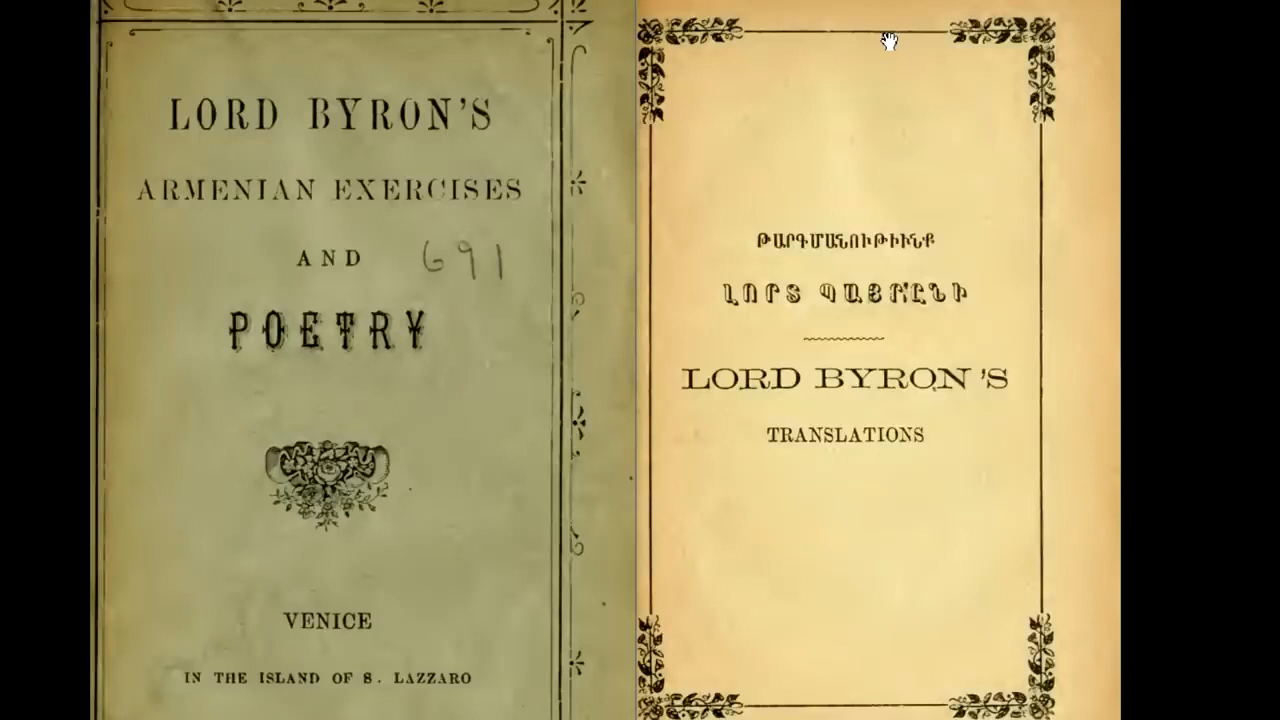 LORD BYRON'S
ARMENIAN EXERCISES
AND
691
POETRY
VENICE
IN THE ISLAND OF S. LAZZARO
ԹԱՐԳՄԱՆՈՒԹԻՒՆՔ
ԼՈՐՏ ՊԱՅՐԸՆԻ
LORD BYRON'S
TRANSLATIONS